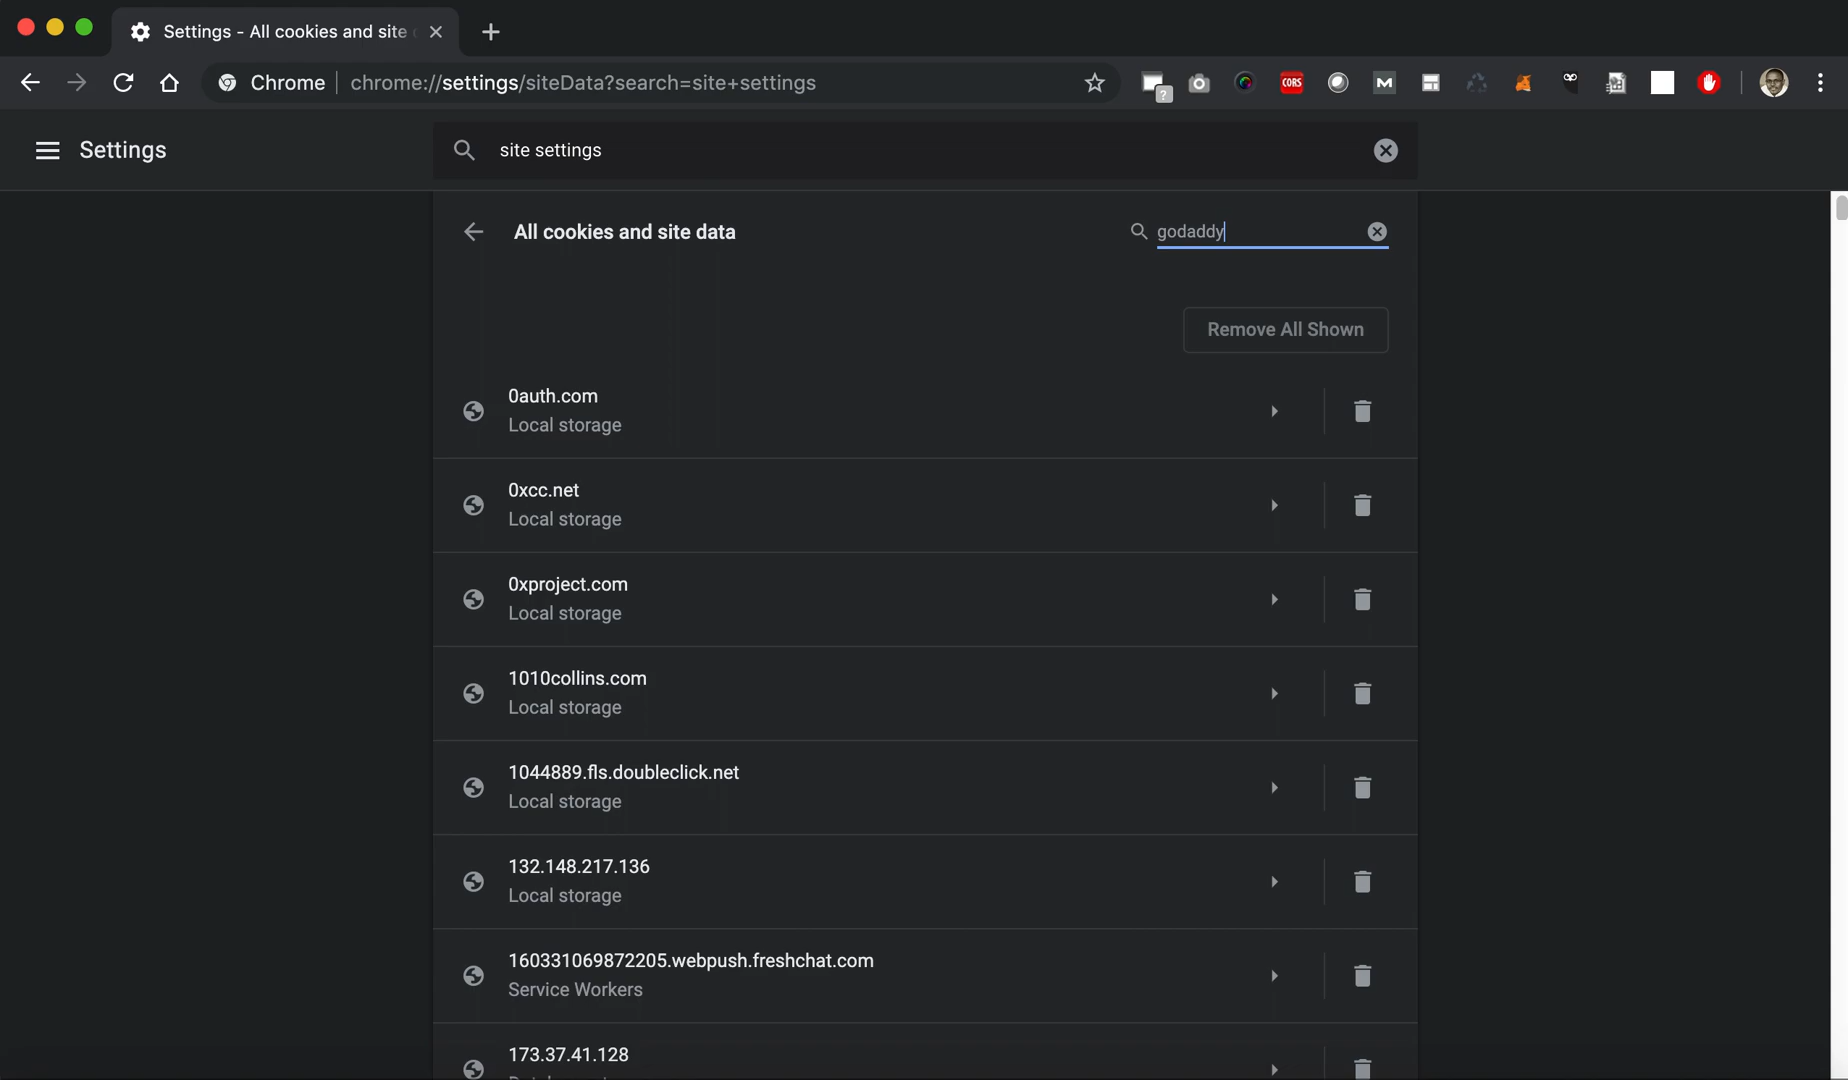 Settings - All cookies and site
Chrome
chrome://settings/siteData?search=site+settings
?
CORS
M
Settings
site settings
All cookies and site data
godaddy
Remove All Shown
0auth.com
Local storage
0xcc.net
Local storage
0xproject.com
Local storage
1010collins.com
Local storage
1044889.fls.doubleclick.net
Local storage
132.148.217.136
Local storage
160331069872205.webpush.freshchat.com
Service Workers
173.37.41.128